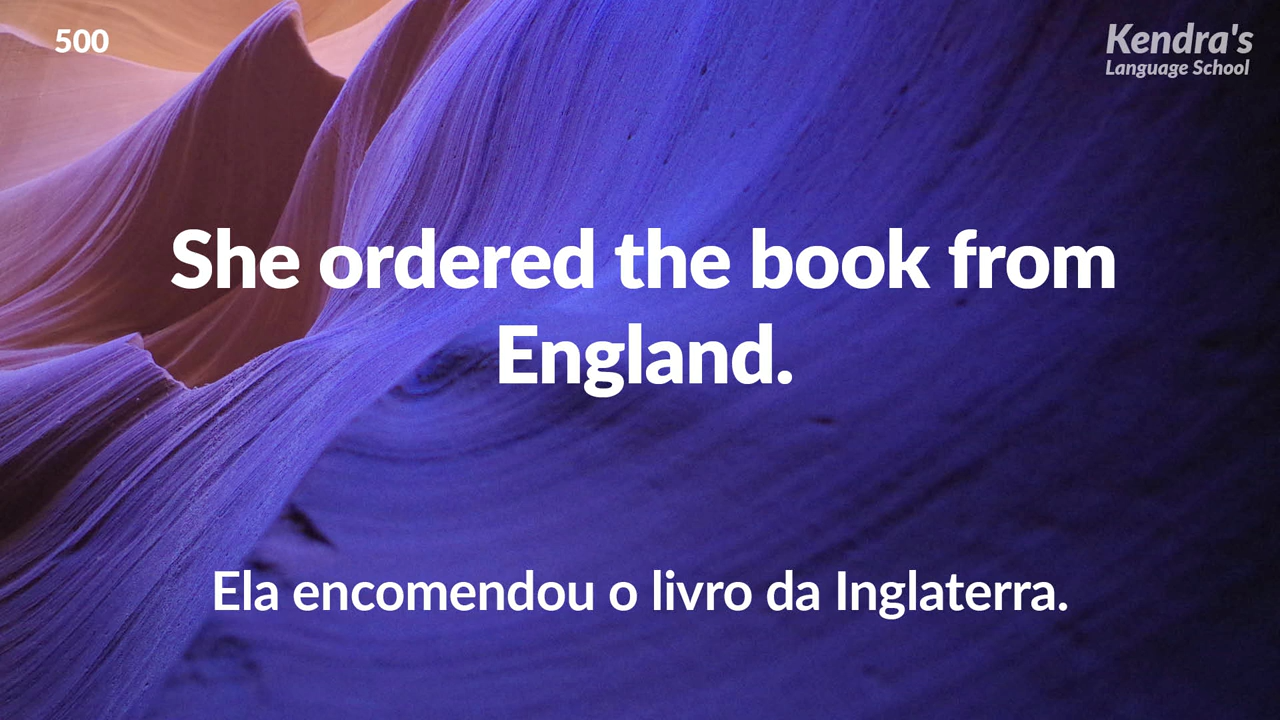 500
Kendra's
Language School
She ordered the book from
England.
Ela encomendou o livro da Inglaterra.